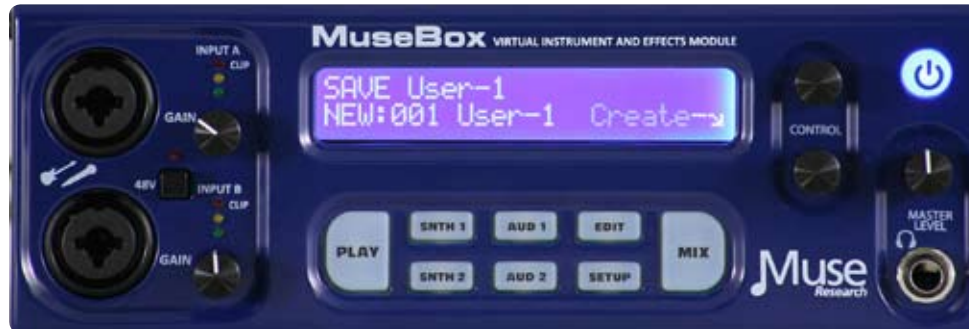 INPUT A
CLIP
GAIN
48V
INPUT B
CLIP
GAIN
MUSEBOX VIRTUAL INSTRUMENT AND EFFECTS MODULE
SAVE User-1
NEW:001 User-1 Create→
PLAY
SNTH 1
AUD 1
EDIT
SNTH 2
AUD 2
SETUP
MIX
CONTROL
MASTER
LEVEL
Muse
Research